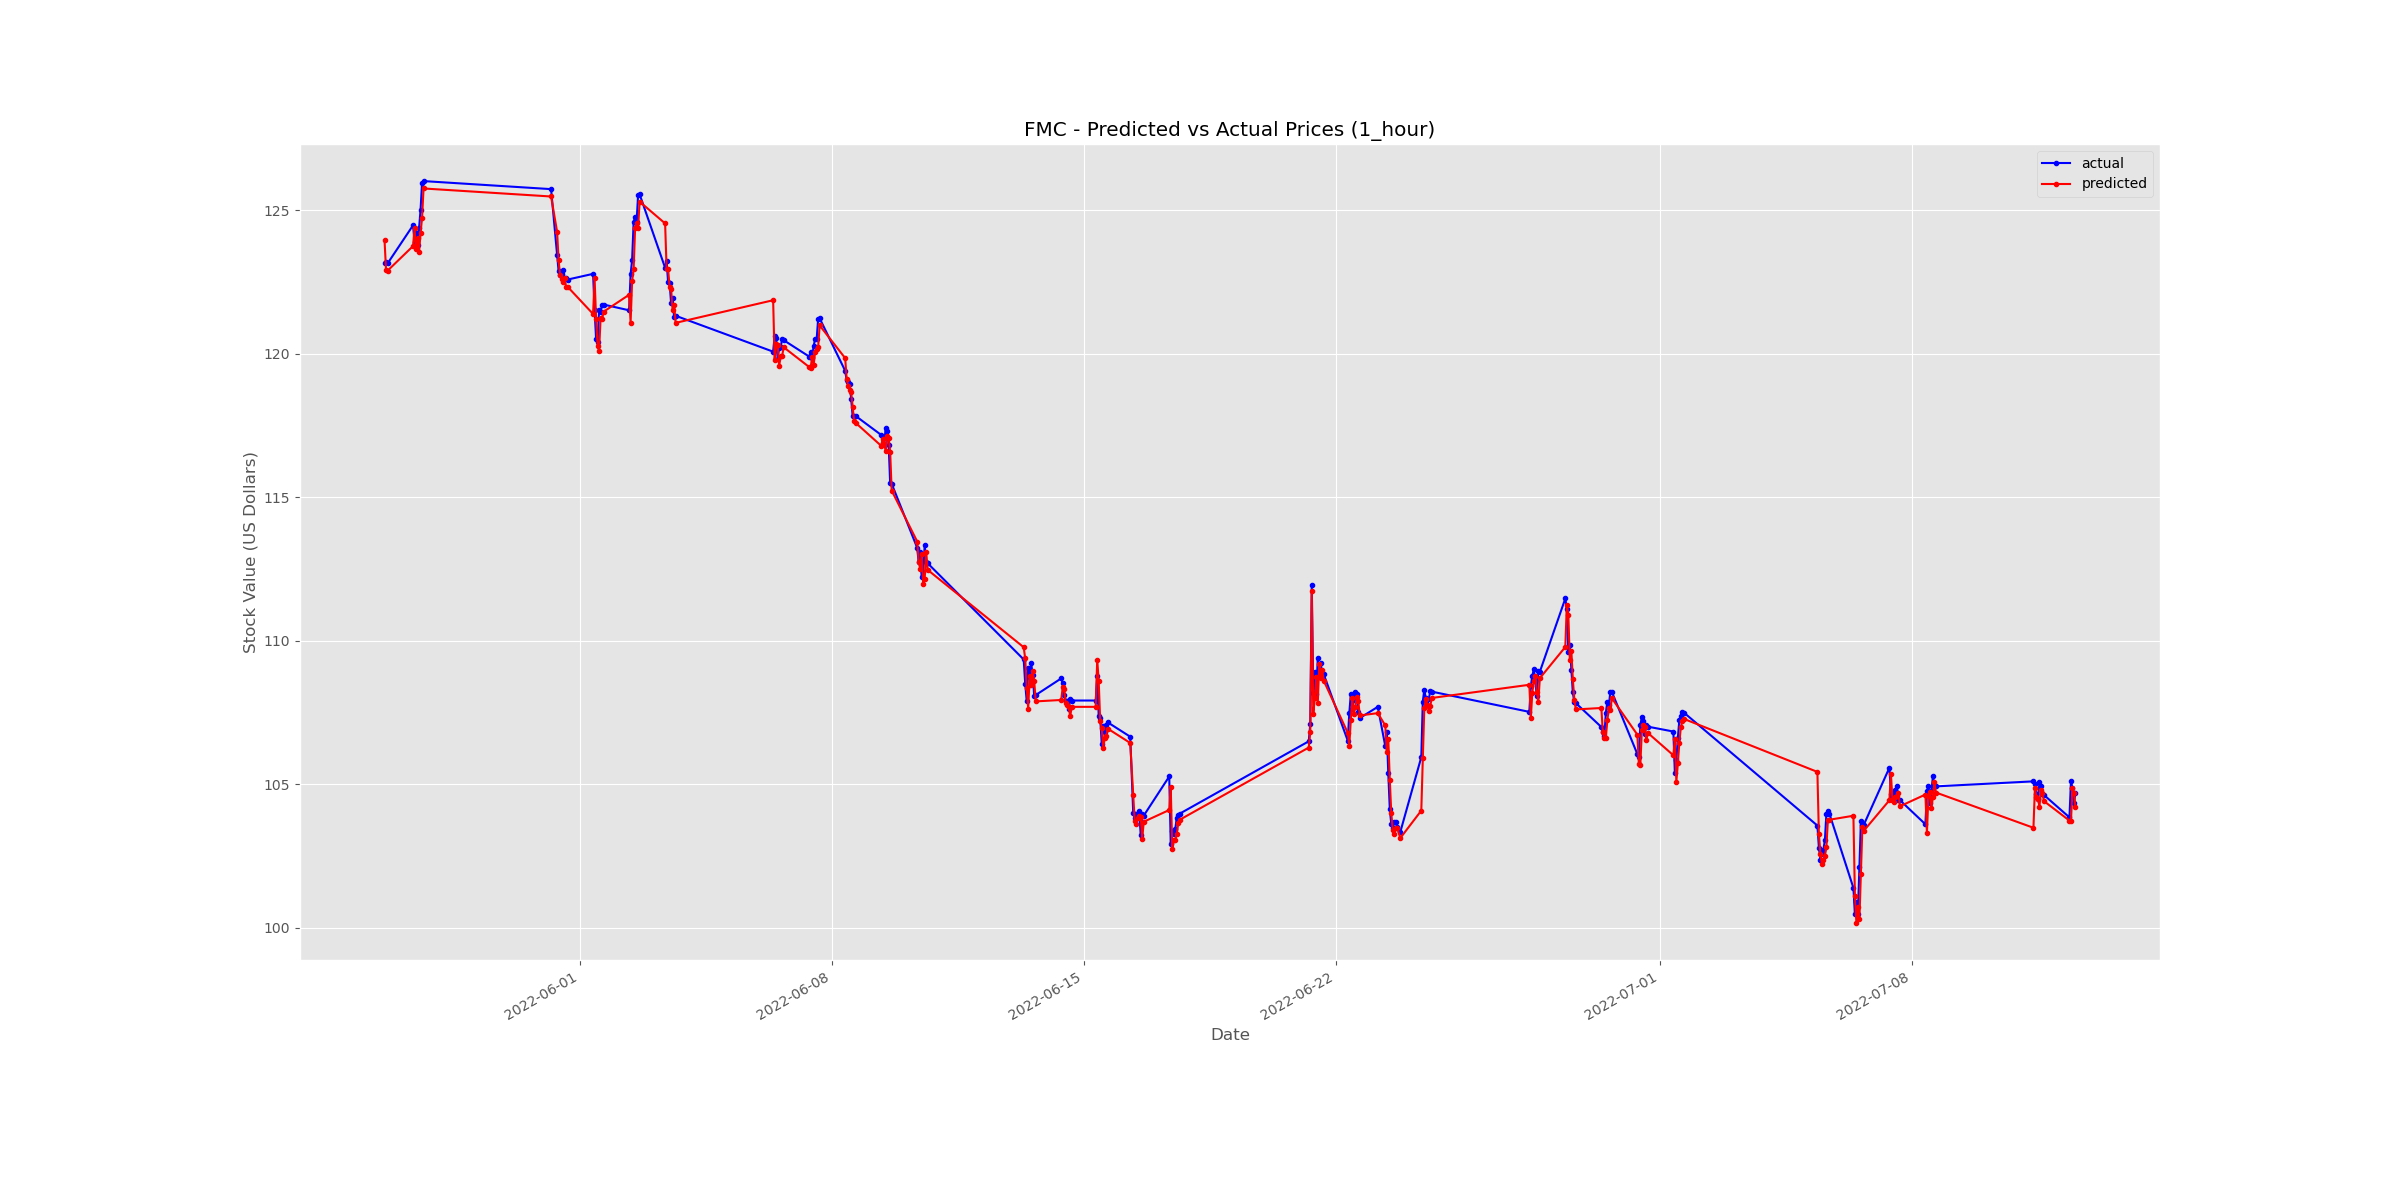 FMC - Predicted vs Actual Prices (1_hour)
actual
predicted
125
120
115
110
105
100
Stock Value (US Dollars)
2022-06-01
2022-06-08
2022-06-15
2022-06-22
2022-07-01
2022-07-08
Date